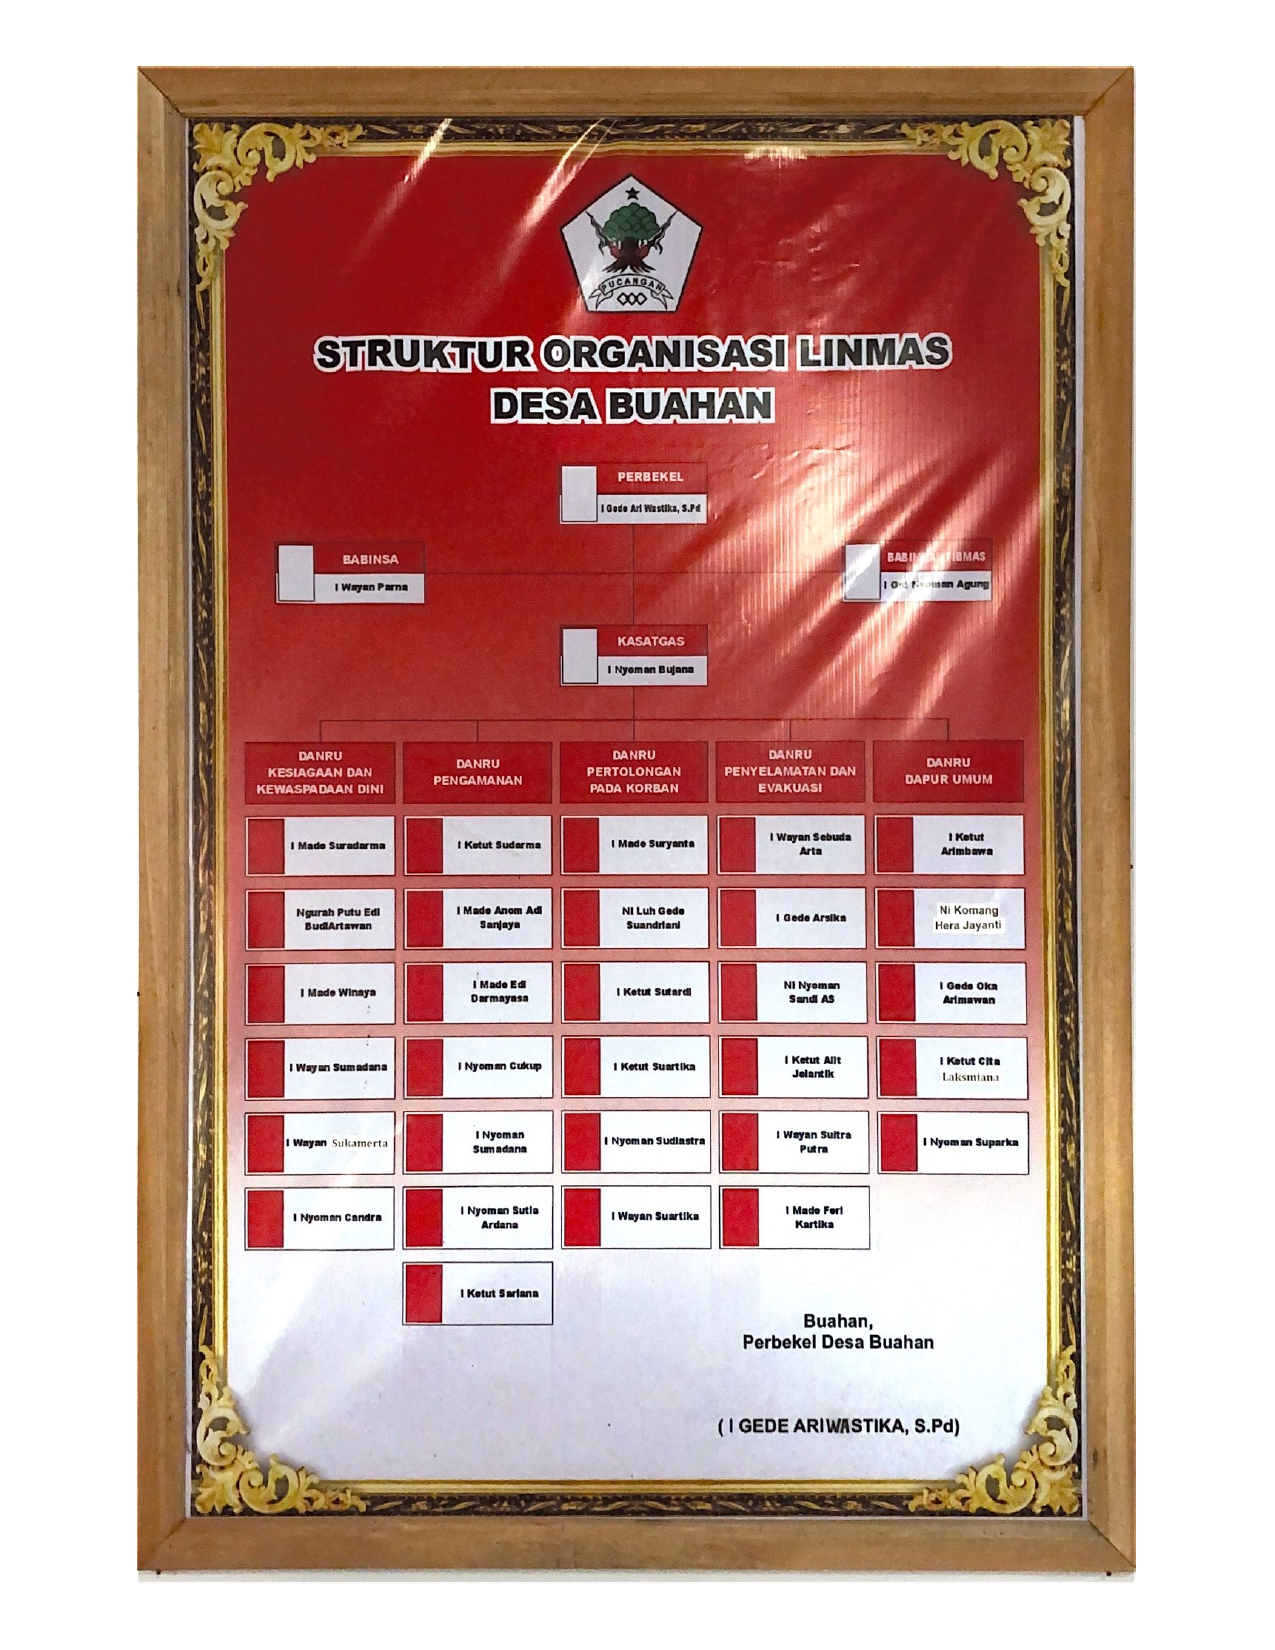 PUCANGAN
STRUKTUR ORGANISASI LINMAS
DESA BUAHAN
PERBEKEL
I Gede Ari Wastika, S.Pd
BABINSA
I Wayan Parna
I Nyoman Agung
KASATGAS
I Nyoman Bujana
DANRU
KESIAGAAN DAN
KEWASPADAAN DINI
DANRU
PENGAMANAN
DANRU
PERTOLONGAN
PADA KORBAN
DANRU
PENYELAMATAN DAN
EVAKUASI
DANRU
DAPUR UMUM
I Made Suradarma
I Ketut Sudarma
I Made Suryanta
I Wayan Sebuda
Arta
I Ketut
Arimbawa
Ngurah Putu Edi
BudiArtawan
I Made Anom Adi
Sanjaya
Ni Luh Gede
Suandriani
I Gede Arsika
Ni Komang
Hera Jayanti
I Made Winaya
I Made Edi
Darmayasa
I Ketut Sutardi
Ni Nyoman
Sandi AS
I Gede Oka
Arimawan
I Wayan Sumadana
I Nyoman Cukup
I Ketut Suartika
I Ketut Alit
Jelantik
I Ketut Cita
Laksmiana
I Wayan Sukamerta
I Nyoman
Sumadana
I Nyoman Sudiastra
I Wayan Suitra
Putra
I Nyoman Suparka
I Nyoman Candra
I Nyoman Sutia
Ardana
I Wayan Suartika
I Made Feri
Kartika
I Ketut Sariana
Buahan,
Perbekel Desa Buahan
( I GEDE ARI WASTIKA, S.Pd)